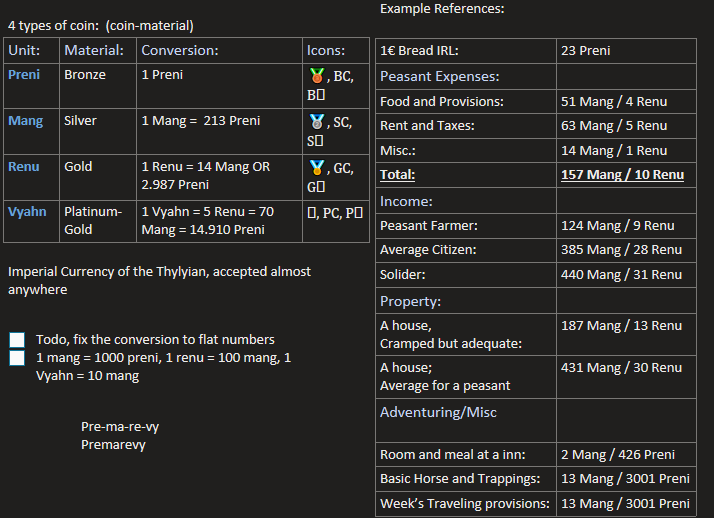 4 types of coin:  (coin-material)
Unit: Material: Conversion: Icons:
Preni Bronze 1 Preni 🥉, BC,
B▯
Mang Silver 1 Mang =  213 Preni 🥈, SC,
S▯
Renu Gold 1 Renu = 14 Mang OR 🥇, GC,
2.987 Preni G▯
Vyahn Platinum- 1 Vyahn = 5 Renu = 70 ▯, PC, P▯
Gold Mang = 14.910 Preni
Imperial Currency of the Thylyian, accepted almost
anywhere
Todo, fix the conversion to flat numbers
1 mang = 1000 preni, 1 renu = 100 mang, 1
Vyahn = 10 mang
Pre-ma-re-vy
Premarevy
Example References:
1€ Bread IRL: 23 Preni
Peasant Expenses:
Food and Provisions: 51 Mang / 4 Renu
Rent and Taxes: 63 Mang / 5 Renu
Misc.: 14 Mang / 1 Renu
Total: 157 Mang / 10 Renu
Income:
Peasant Farmer: 124 Mang / 9 Renu
Average Citizen: 385 Mang / 28 Renu
Solider: 440 Mang / 31 Renu
Property:
A house, 187 Mang / 13 Renu
Cramped but adequate:
A house; 431 Mang / 30 Renu
Average for a peasant
Adventuring/Misc
Room and meal at a inn: 2 Mang / 426 Preni
Basic Horse and Trappings: 13 Mang / 3001 Preni
Week's Traveling provisions: 13 Mang / 3001 Preni